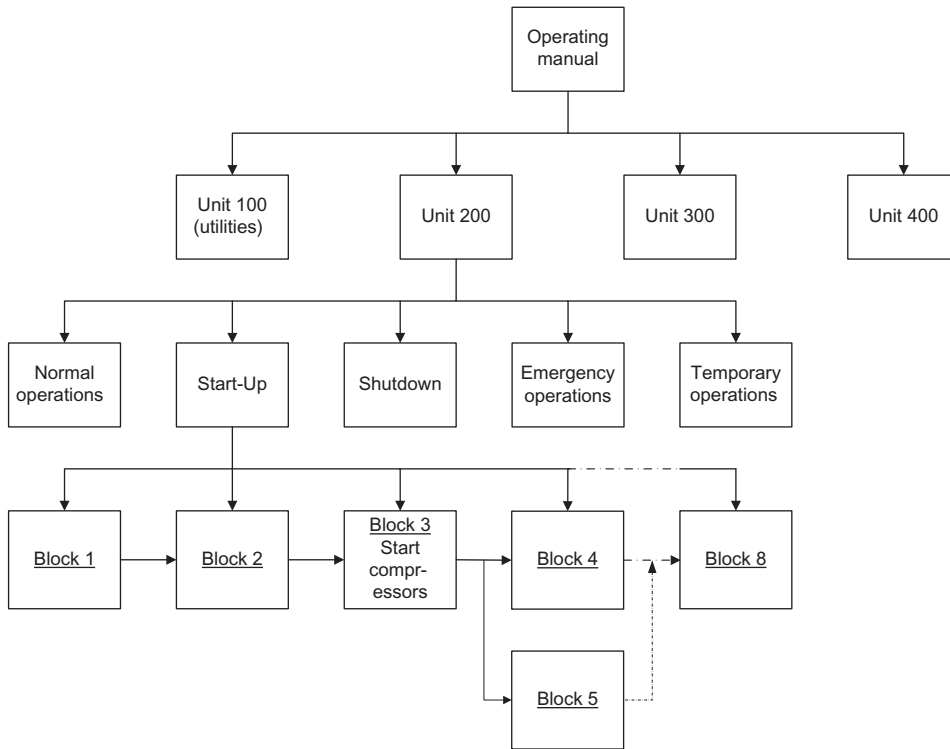 Operating
manual
Unit 100
(utilities)
Unit 200
Unit 300
Unit 400
Normal
operations
Start-Up
Shutdown
Emergency
operations
Temporary
operations
Block 1
Block 2
Block 3
Start
compr-
essors
Block 4
Block 8
Block 5